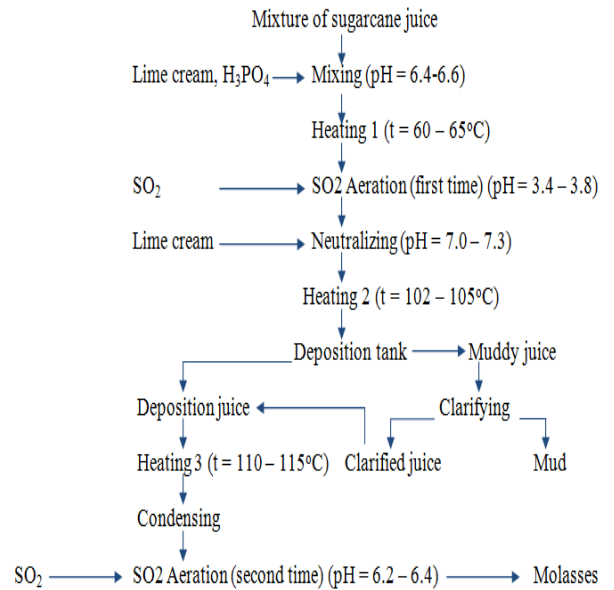 Mixture of sugarcane juice
Lime cream, H₃PO₄ Mixing (pH = 6.4-6.6)
Heating 1 (t = 60 – 65°C)
SO₂ SO2 Aeration (first time) (pH = 3.4 – 3.8)
Lime cream Neutralizing (pH = 7.0 – 7.3)
Heating 2 (t = 102 – 105°C)
Deposition tank Muddy juice
Deposition juice Clarifying
Heating 3 (t = 110 – 115°C) Clarified juice Mud
Condensing
SO₂ SO2 Aeration (second time) (pH = 6.2 – 6.4) Molasses